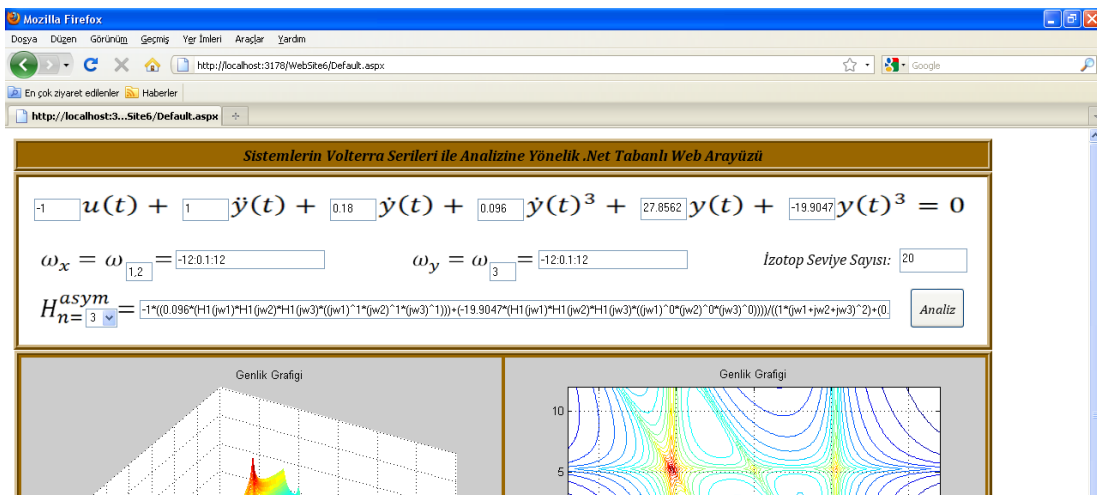 Mozilla Firefox
Dosya Düzen Görünüm Geçmiş Yer İmleri Araçlar Yardım
http://localhost:3178/WebSite6/Default.aspx Google
En çok ziyaret edilenler Haberler
http://localhost:3...Site6/Default.aspx
Sistemlerin Volterra Serileri ile Analizine Yönelik .Net Tabanlı Web Arayüzü
-1 u(t) + 1 ÿ(t) + 0.18 ẏ(t) + 0.096 ẏ(t)³ + 27.8562 y(t) + -19.9047 y(t)³ = 0
ωₓ = ω 1,2 = -12:0.1:12 ω_y = ω 3 = -12:0.1:12 İzotop Seviye Sayısı: 20
H_{n= 3}^{asym} = -1*((0.096*(H1(jw1)*H1(jw2)*H1(jw3)*((jw1)^1*(jw2)^1*(jw3)^1)))+(-19.9047*(H1(jw1)*H1(jw2)*H1(jw3)*((jw1)^0*(jw2)^0*(jw3)^0))))/((1*(jw1+jw2+jw3)^2)+(0. Analiz
Genlik Grafigi Genlik Grafigi
10
5